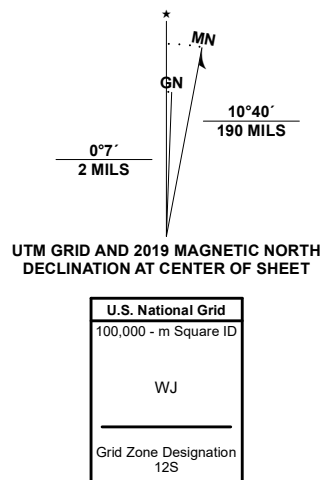 ★
MN
GN
10°40´
190 MILS
0°7´
2 MILS
UTM GRID AND 2019 MAGNETIC NORTH
DECLINATION AT CENTER OF SHEET
U.S. National Grid
100,000 - m Square ID
WJ
Grid Zone Designation
12S